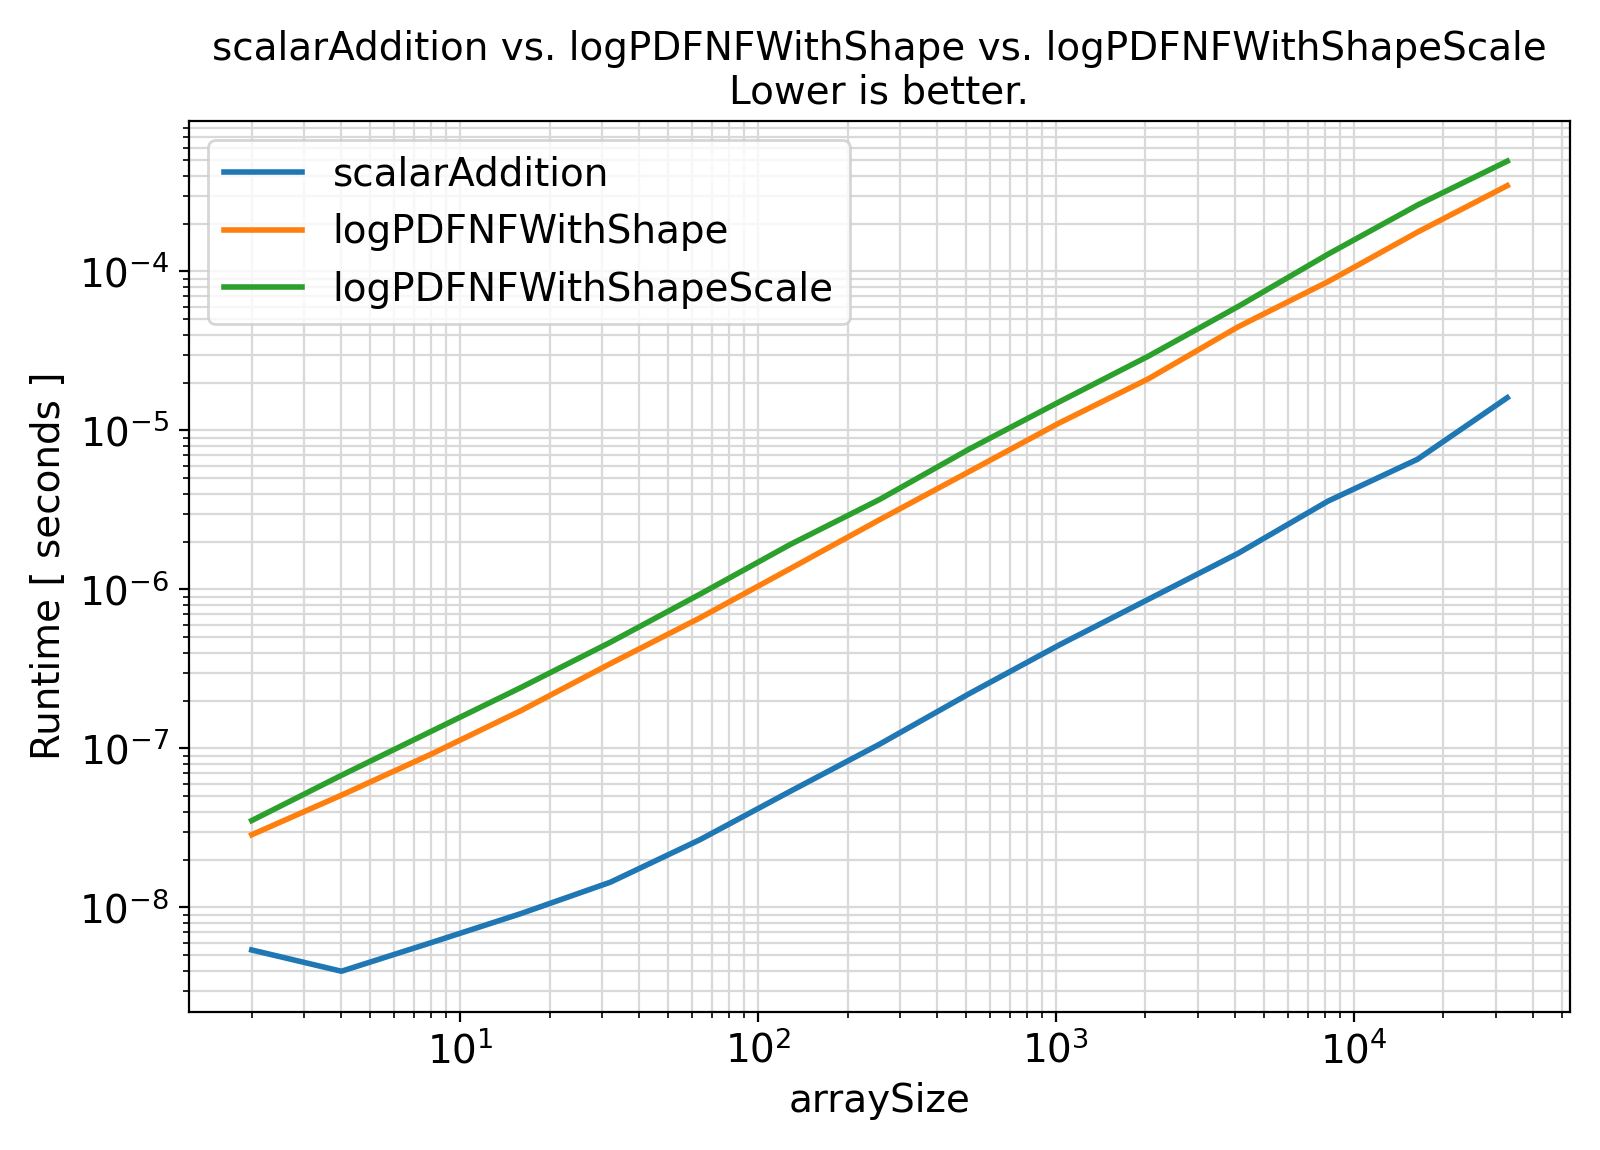 scalarAddition vs. logPDFNFWithShape vs. logPDFNFWithShapeScale
Lower is better.
scalarAddition
logPDFNFWithShape
logPDFNFWithShapeScale
Runtime [ seconds ]
10⁻⁴
10⁻⁵
10⁻⁶
10⁻⁷
10⁻⁸
10¹ 10² 10³ 10⁴
arraySize